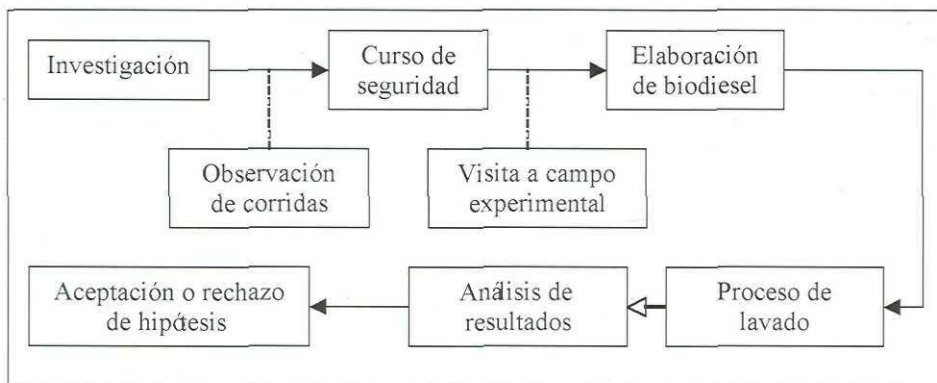 Investigación
Curso de
seguridad
Elaboración
de biodiesel
Observación
de corridas
Visita a campo
experimental
Aceptación o rechazo
de hipótesis
Análisis de
resultados
Proceso de
lavado